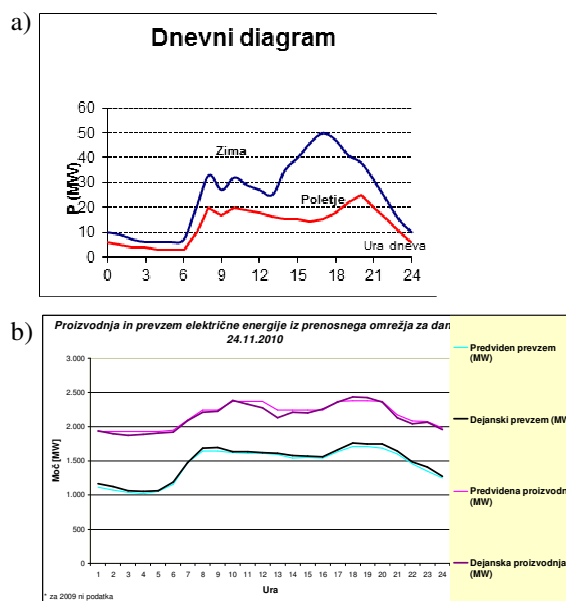 a)
Dnevni diagram
60
50
40
30
20
10
0
P (MW)
Zima
Poletje
Ura dneva
0 3 6 9 12 15 18 21 24
b)
Proizvodnja in prevzem električne energije iz prenosnega omrežja za dan
24.11.2010
3.000
2.500
2.000
1.500
1.000
500
0
Moč [MW]
1 2 3 4 5 6 7 8 9 10 11 12 13 14 15 16 17 18 19 20 21 22 23 24
Ura
* za 2009 ni podatka
Predviden prevzem
(MW)
Dejanski prevzem (MW
Predvidena proizvodn
(MW)
Dejanska proizvodnja
(MW)